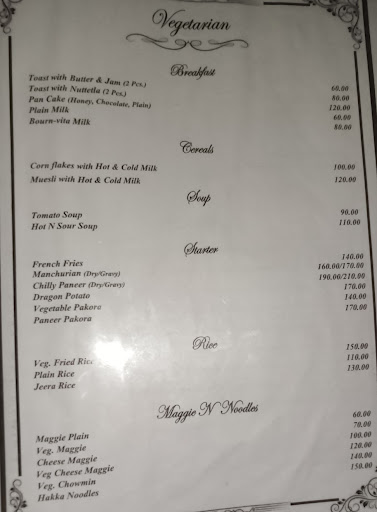 Vegetarian
Breakfast
Toast with Butter & Jam (2 Pcs.) 60.00
Toast with Nuttetla (2 Pcs.) 80.00
Pan Cake (Honey, Chocolate, Plain) 120.00
Plain Milk 60.00
Bourn-vita Milk 80.00
Cereals
Corn flakes with Hot & Cold Milk 100.00
Muesli with Hot & Cold Milk 120.00
Soup
Tomato Soup 90.00
Hot N Sour Soup 110.00
Starter
French Fries 140.00
Manchurian (Dry/Gravy) 160.00/170.00
Chilly Paneer (Dry/Gravy) 190.00/210.00
Dragon Potato 170.00
Vegetable Pakora 140.00
Paneer Pakora 170.00
Rice
Veg. Fried Rice 150.00
Plain Rice 110.00
Jeera Rice 130.00
Maggie N Noodles
Maggie Plain 60.00
Veg. Maggie 70.00
Cheese Maggie 100.00
Veg Cheese Maggie 120.00
Veg. Chowmin 140.00
Hakka Noodles 150.00